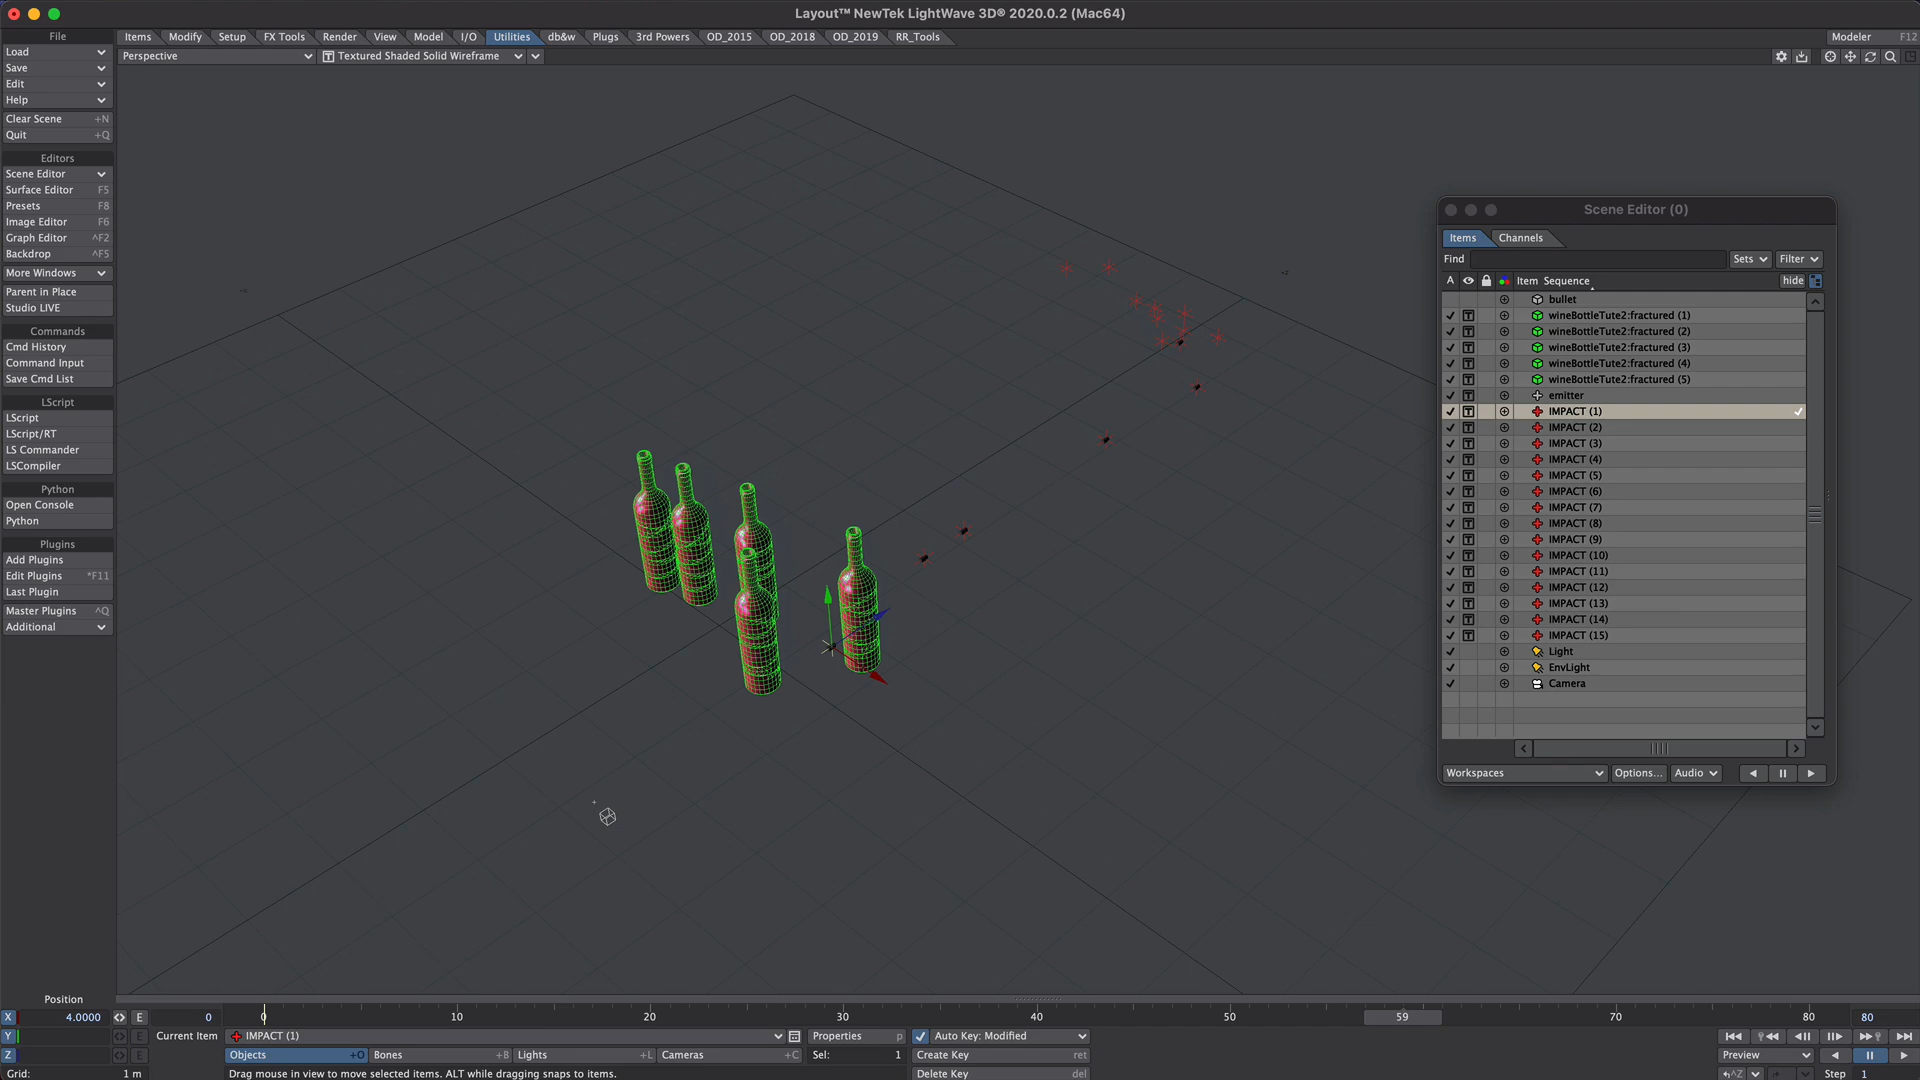 Layout™ NewTek LightWave 3D® 2020.0.2 (Mac64)
File
Items Modify Setup FX Tools Render View Model I/O Utilities db&w Plugs 3rd Powers OD_2015 OD_2018 OD_2019 RR_Tools
Modeler F12
Load
Perspective
T Textured Shaded Solid Wireframe
Save
Edit
Help
Clear Scene +N
Quit +Q
Editors
Scene Editor
Surface Editor F5
Presets F8
Image Editor F6
Graph Editor ^F2
Backdrop ^F5
More Windows
Parent in Place
Studio LIVE
Commands
Cmd History
Command Input
Save Cmd List
LScript
LScript
LScript/RT
LS Commander
LSCompiler
Python
Open Console
Python
Plugins
Add Plugins
Edit Plugins *F11
Last Plugin
Master Plugins ^Q
Additional
Scene Editor (0)
Items Channels
Find Sets Filter
A Item Sequence hide
bullet
T wineBottleTute2:fractured (1)
T wineBottleTute2:fractured (2)
T wineBottleTute2:fractured (3)
T wineBottleTute2:fractured (4)
T wineBottleTute2:fractured (5)
T emitter
T IMPACT (1)
T IMPACT (2)
T IMPACT (3)
T IMPACT (4)
T IMPACT (5)
T IMPACT (6)
T IMPACT (7)
T IMPACT (8)
T IMPACT (9)
T IMPACT (10)
T IMPACT (11)
T IMPACT (12)
T IMPACT (13)
T IMPACT (14)
T IMPACT (15)
Light
EnvLight
Camera
Workspaces Options... Audio
Position
X 4.0000 E 0 0 10 20 30 40 50 59 70 80 80
Y E Current Item IMPACT (1) Properties p Auto Key: Modified
Z E Objects +O Bones +B Lights +L Cameras +C Sel: 1 Create Key ret Preview
Grid: 1 m Drag mouse in view to move selected items. ALT while dragging snaps to items. Delete Key del ^Z Step 1